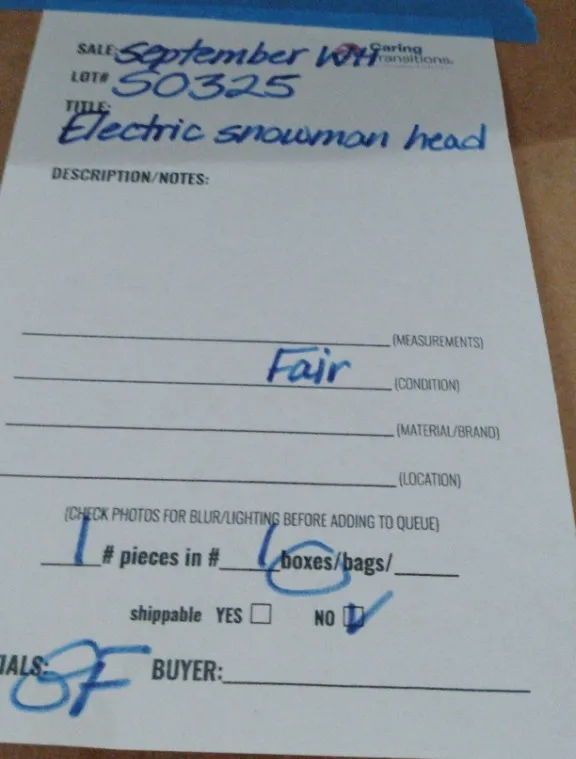 SALE: September WH Caring Transitions.
LOT# SO325
TITLE:
Electric snowman head
DESCRIPTION/NOTES:
(MEASUREMENTS)
Fair (CONDITION)
(MATERIAL/BRAND)
(LOCATION)
(CHECK PHOTOS FOR BLUR/LIGHTING BEFORE ADDING TO QUEUE)
1 # pieces in # 1 boxes/bags/
shippable YES NO
IALS: BUYER: